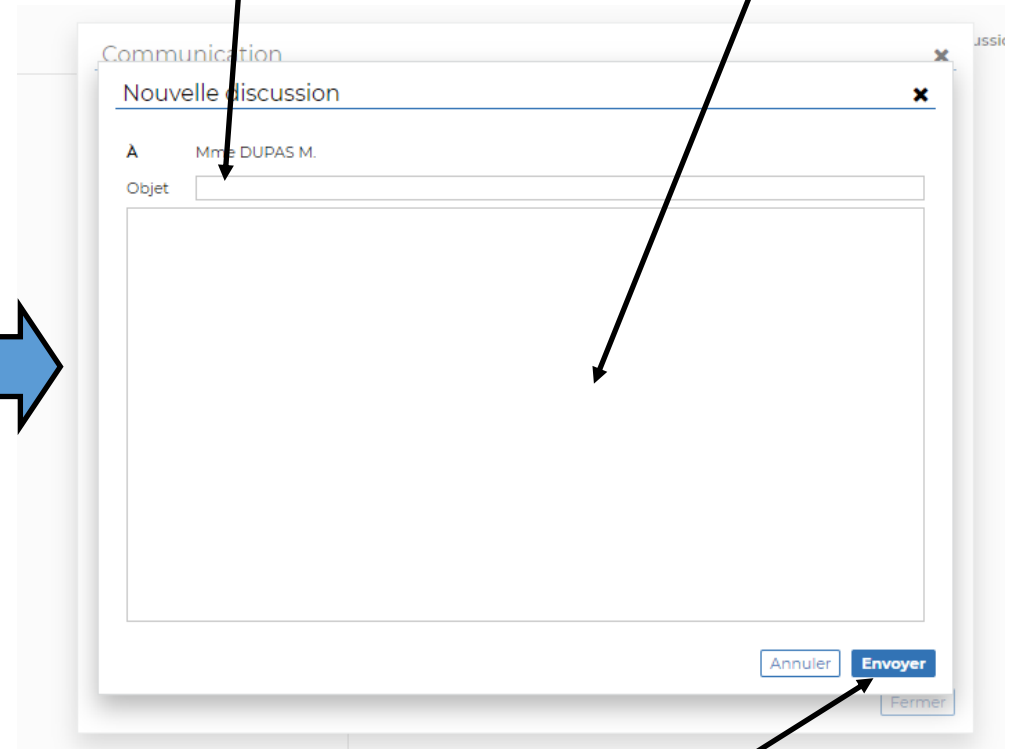 Communication
Nouvelle discussion
À Mme DUPAS M.
Objet
Annuler Envoyer
Fermer